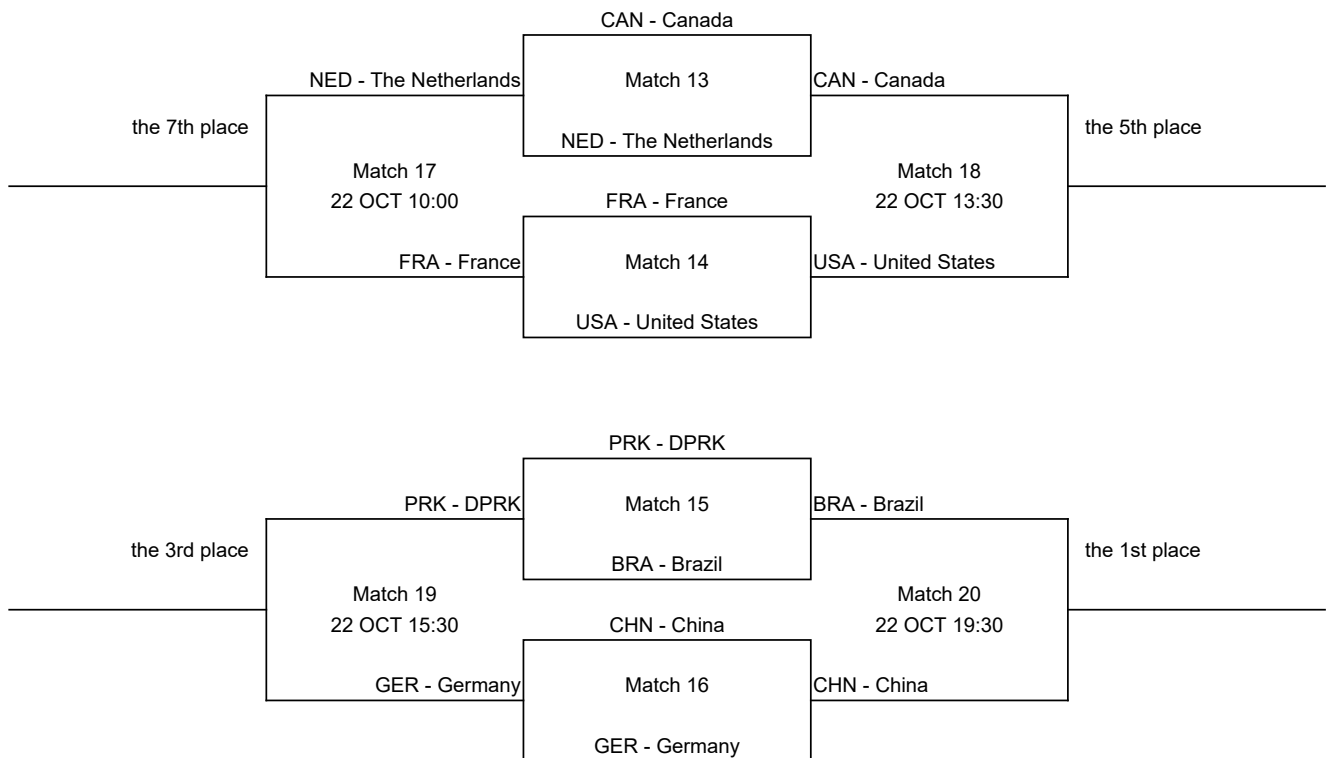 CAN - Canada
NED - The Netherlands Match 13 CAN - Canada
the 7th place the 5th place
NED - The Netherlands
Match 17 Match 18
22 OCT 10:00 FRA - France 22 OCT 13:30
FRA - France Match 14 USA - United States
USA - United States
PRK - DPRK
PRK - DPRK Match 15 BRA - Brazil
the 3rd place the 1st place
BRA - Brazil
Match 19 Match 20
22 OCT 15:30 CHN - China 22 OCT 19:30
GER - Germany Match 16 CHN - China
GER - Germany